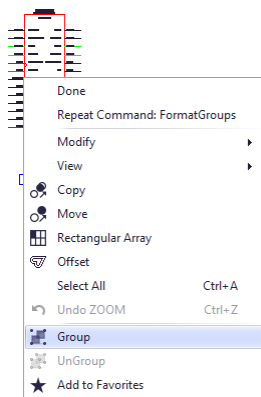 Done
Repeat Command: FormatGroups
Modify
View
Copy
Move
Rectangular Array
Offset
Select All Ctrl+A
Undo ZOOM Ctrl+Z
Group
UnGroup
Add to Favorites